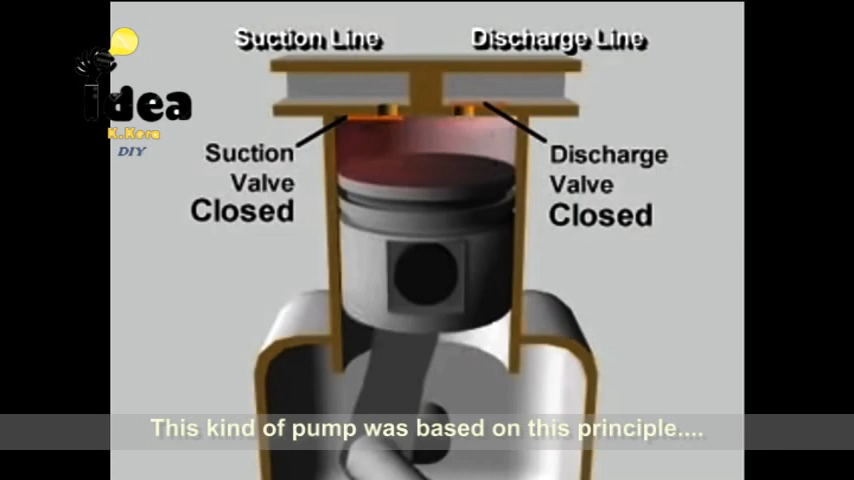 Suction Line
Discharge Line
idea
K.Kora
DIY
Suction
Valve
Closed
Discharge
Valve
Closed
This kind of pump was based on this principle....